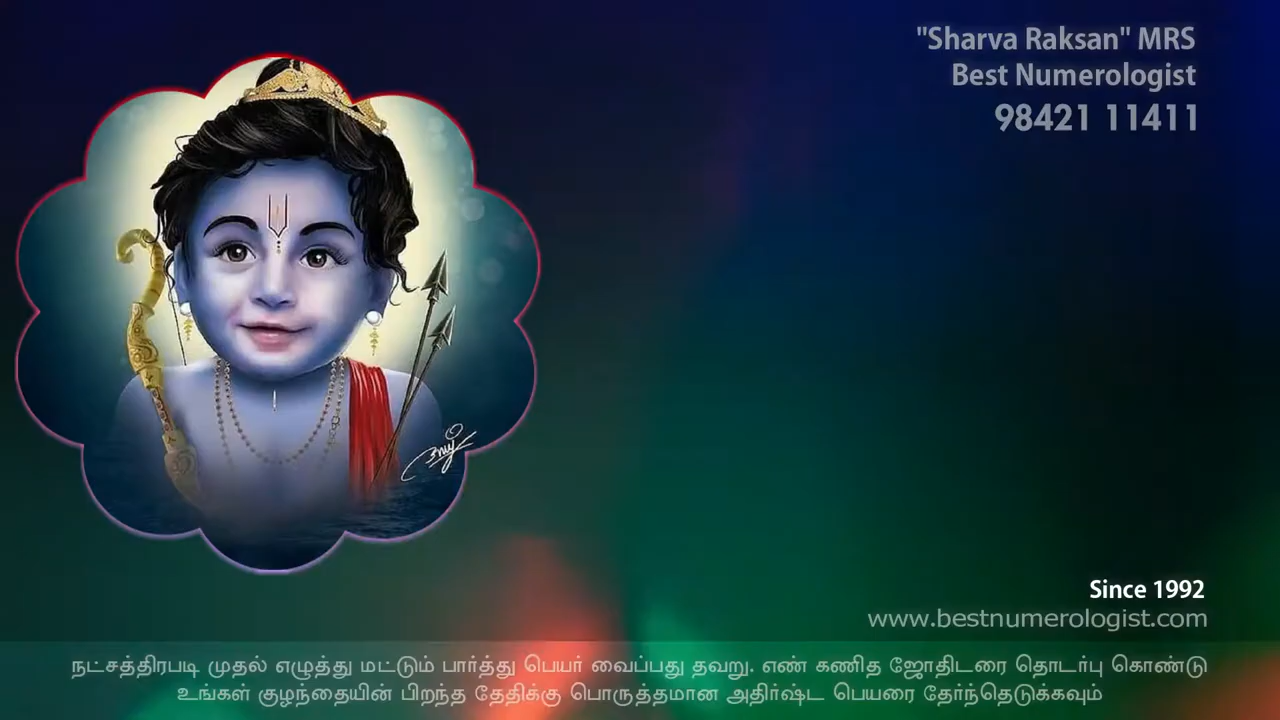 "Sharva Raksan" MRS
Best Numerologist
98421 11411
Since 1992
www.bestnumerologist.com
நட்சத்திரபடி முதல் எழுத்து மட்டும் பார்த்து பெயர் வைப்பது தவறு. எண் கணித ஜோதிடரை தொடர்பு கொண்டு
உங்கள் குழந்தையின் பிறந்த தேதிக்கு பொருத்தமான அதிர்ஷ்ட பெயரை தேர்ந்தெடுக்கவும்